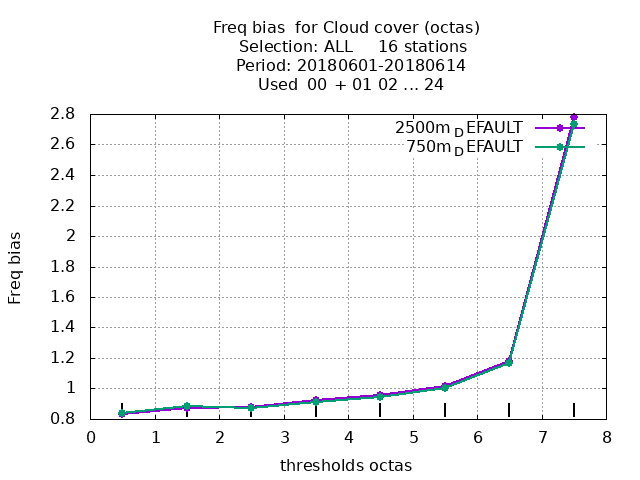 Freq bias  for Cloud cover (octas)
Selection: ALL     16 stations
Period: 20180601-20180614
Used  00  + 01 02 ... 24
2500m_DEFAULT
750m_DEFAULT
2.8
2.6
2.4
2.2
2
1.8
1.6
1.4
1.2
1
0.8
Freq bias
0 1 2 3 4 5 6 7 8
thresholds octas